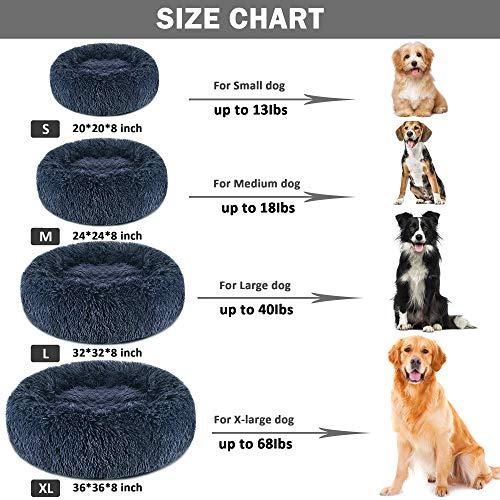 SIZE CHART
For Small dog
up to 13lbs
S 20*20*8 inch
For Medium dog
up to 18lbs
M 24*24*8 inch
For Large dog
up to 40lbs
L 32*32*8 inch
For X-large dog
up to 68lbs
XL 36*36*8 inch